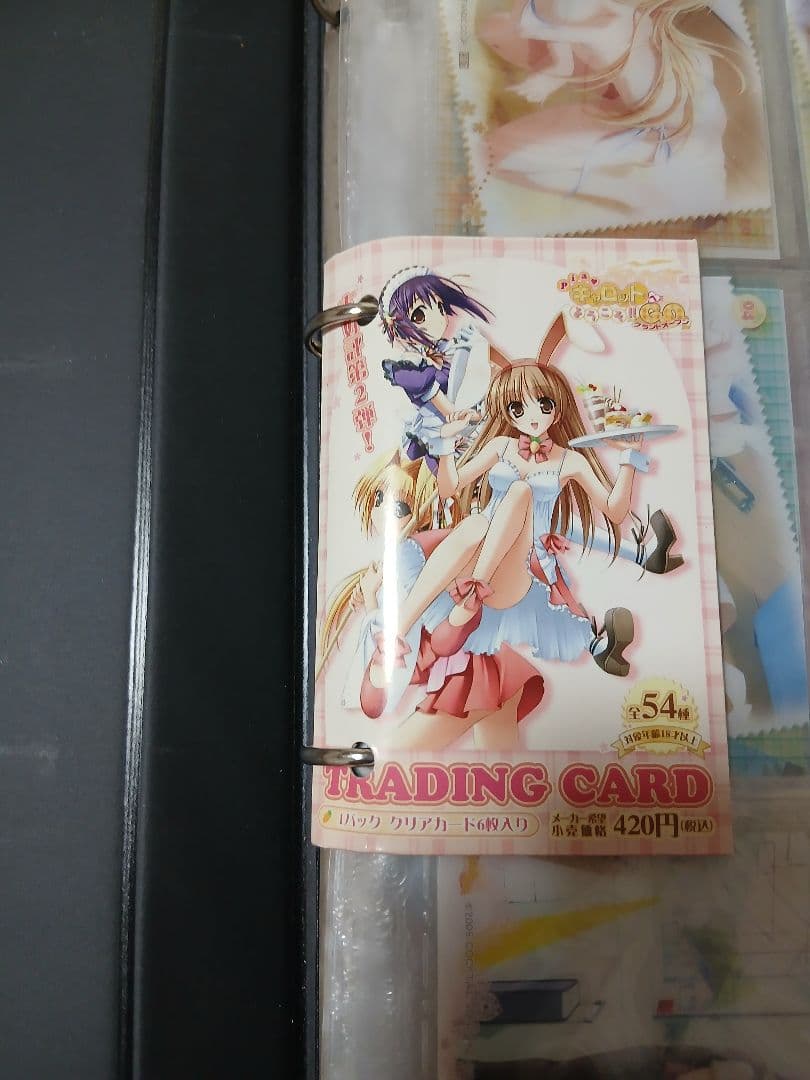 Pia♥
キャロットへ
ようこそ!!G.O.
グランドオープン
第2弾!
全54種
対象年齢18才以上
TRADING CARD
1パック クリアカード6枚入り
メーカー希望
小売価格 420円(税込)
04